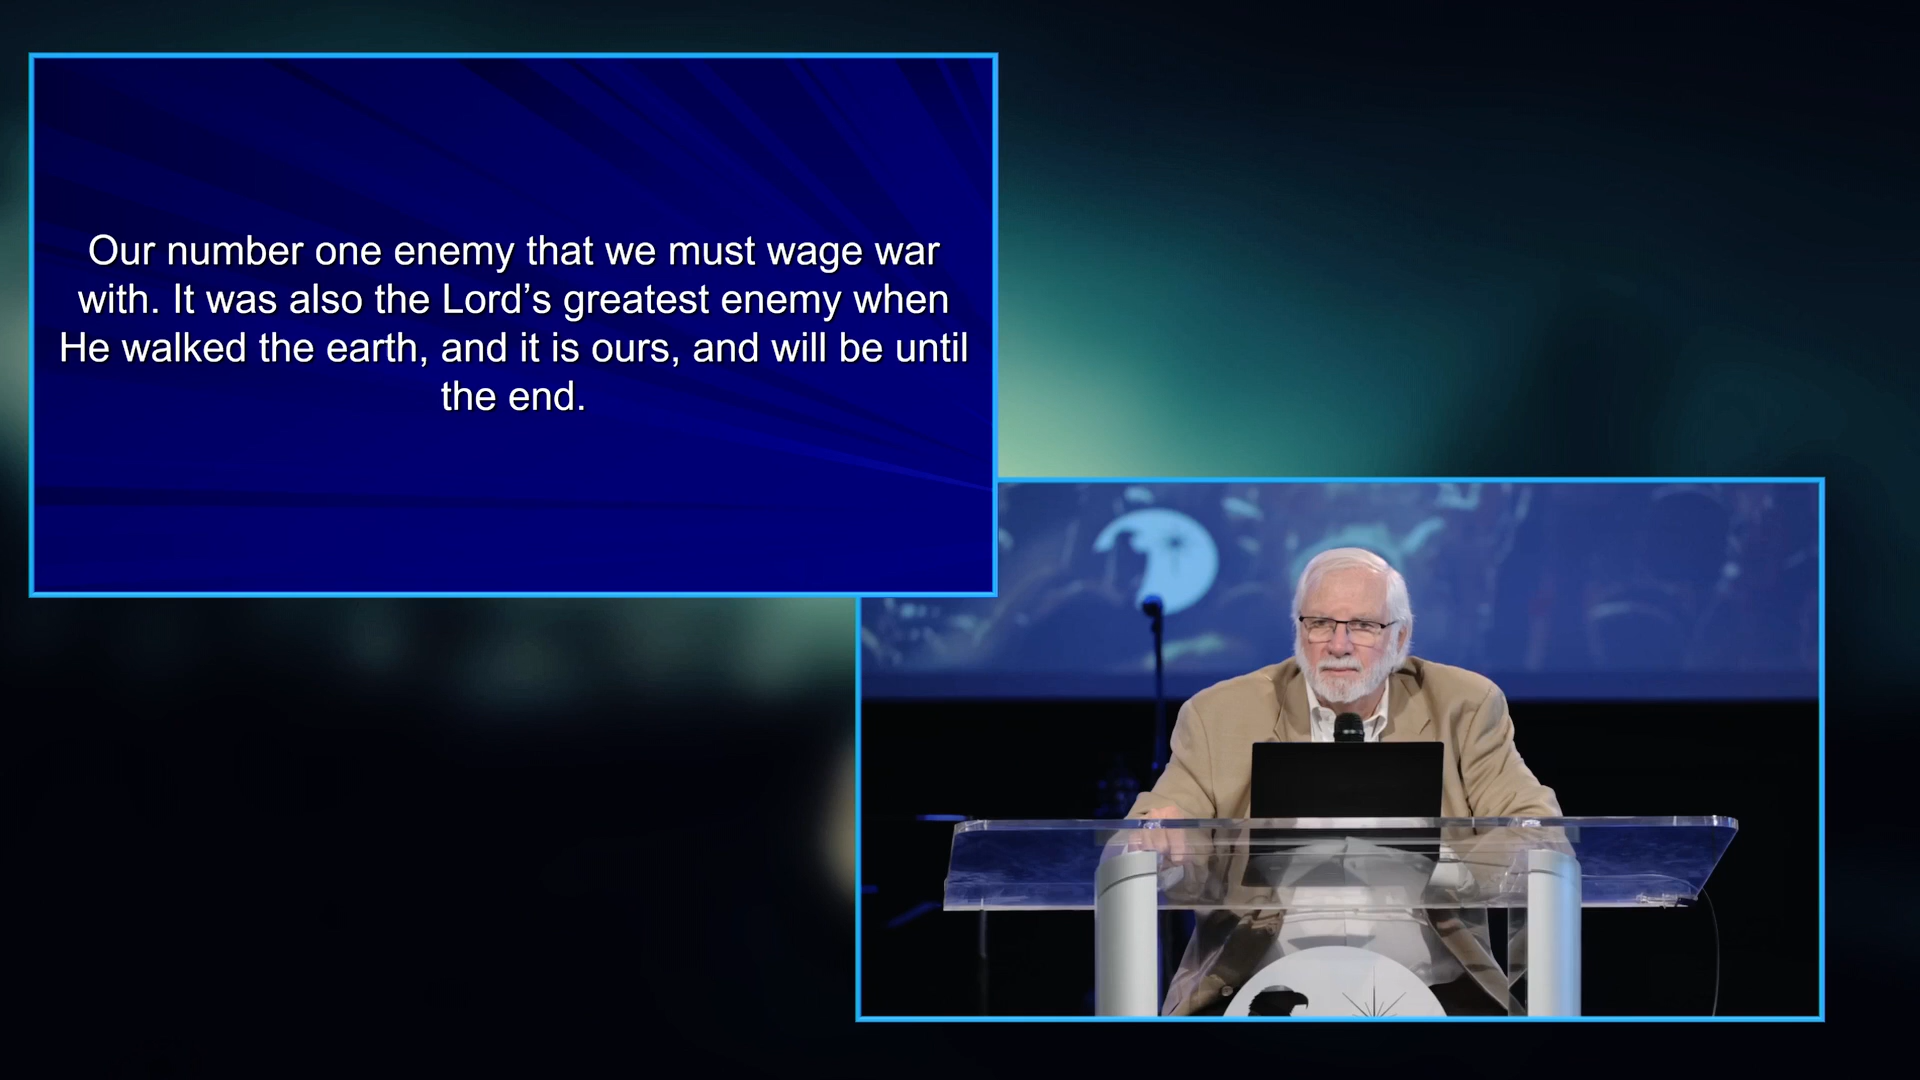 Our number one enemy that we must wage war
with. It was also the Lord’s greatest enemy when
He walked the earth, and it is ours, and will be until
the end.